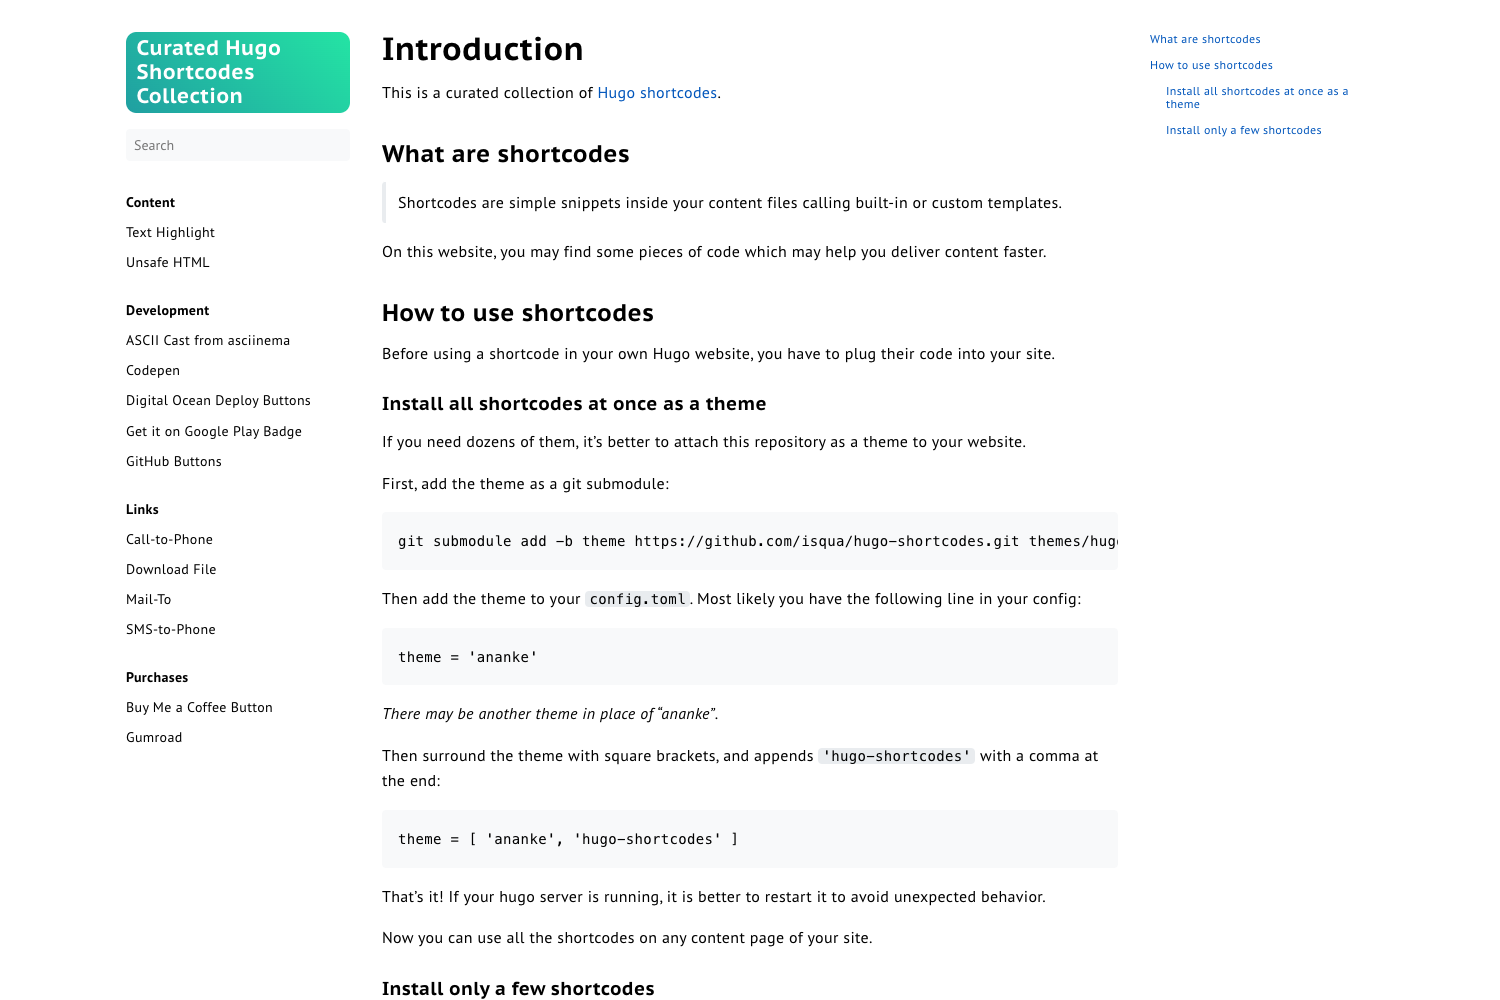 Curated Hugo
Shortcodes
Collection
Search
Content
Text Highlight
Unsafe HTML
Development
ASCII Cast from asciinema
Codepen
Digital Ocean Deploy Buttons
Get it on Google Play Badge
GitHub Buttons
Links
Call-to-Phone
Download File
Mail-To
SMS-to-Phone
Purchases
Buy Me a Coffee Button
Gumroad
Introduction
This is a curated collection of Hugo shortcodes.
What are shortcodes
Shortcodes are simple snippets inside your content files calling built-in or custom templates.
On this website, you may find some pieces of code which may help you deliver content faster.
How to use shortcodes
Before using a shortcode in your own Hugo website, you have to plug their code into your site.
Install all shortcodes at once as a theme
If you need dozens of them, it’s better to attach this repository as a theme to your website.
First, add the theme as a git submodule:
git submodule add -b theme https://github.com/isqua/hugo-shortcodes.git themes/hug
Then add the theme to your config.toml. Most likely you have the following line in your config:
theme = 'ananke'
There may be another theme in place of “ananke”.
Then surround the theme with square brackets, and appends 'hugo-shortcodes' with a comma at
the end:
theme = [ 'ananke', 'hugo-shortcodes' ]
That’s it! If your hugo server is running, it is better to restart it to avoid unexpected behavior.
Now you can use all the shortcodes on any content page of your site.
Install only a few shortcodes
What are shortcodes
How to use shortcodes
Install all shortcodes at once as a
theme
Install only a few shortcodes